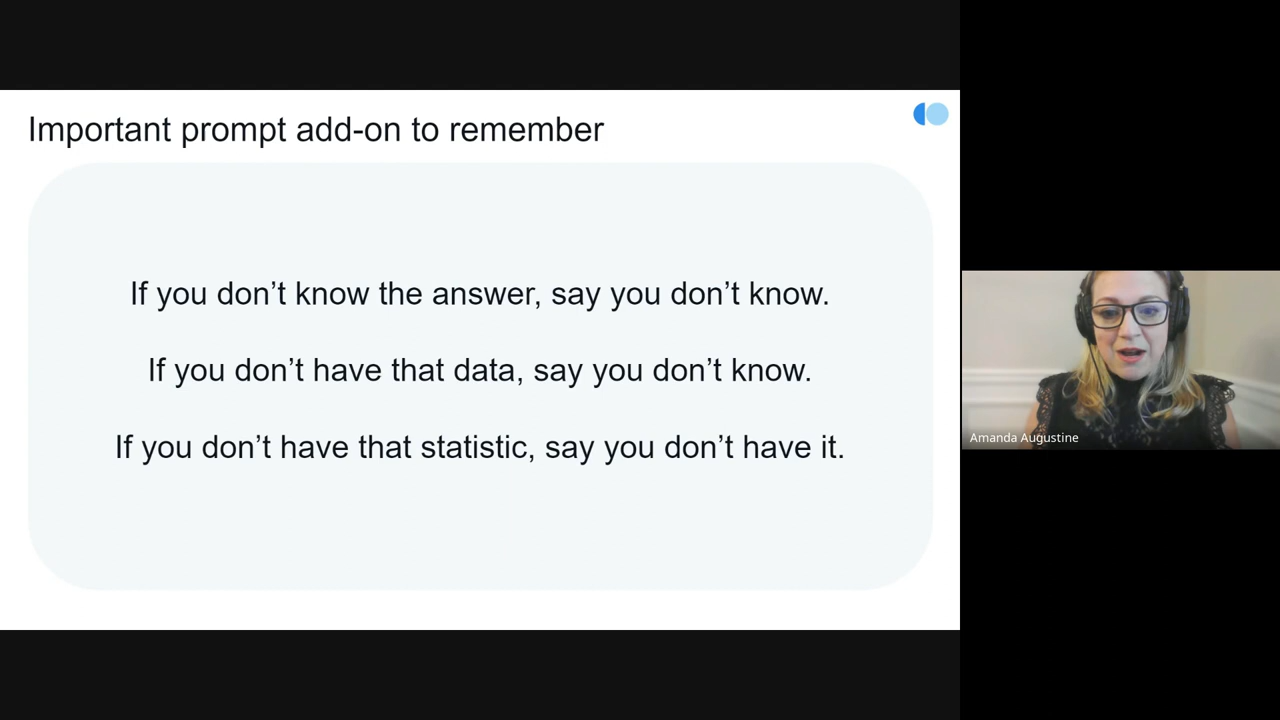 Important prompt add-on to remember
If you don’t know the answer, say you don’t know.
If you don’t have that data, say you don’t know.
If you don’t have that statistic, say you don’t have it.
Amanda Augustine